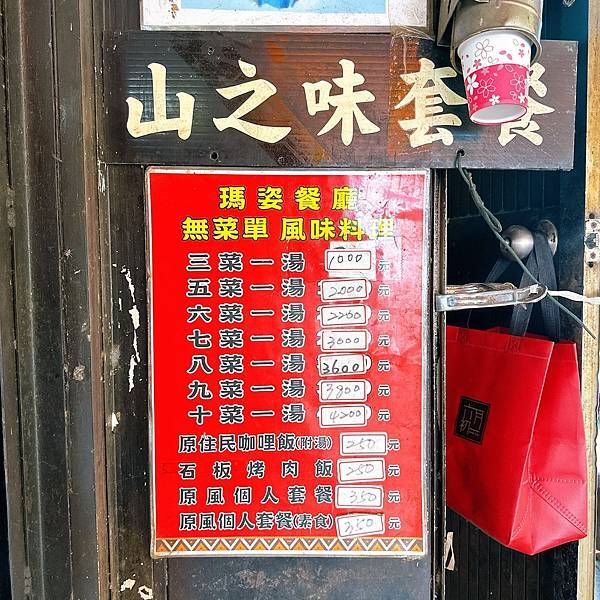 山之味套餐
瑪姿餐廳
無菜單 風味料理
三菜一湯 1000 元
五菜一湯 2000 元
六菜一湯 2200 元
七菜一湯 3000 元
八菜一湯 3600 元
九菜一湯 3800 元
十菜一湯 4200 元
原住民咖哩飯(附湯) 250 元
石板烤肉飯 250 元
原風個人套餐 350 元
原風個人套餐(素食) 350 元